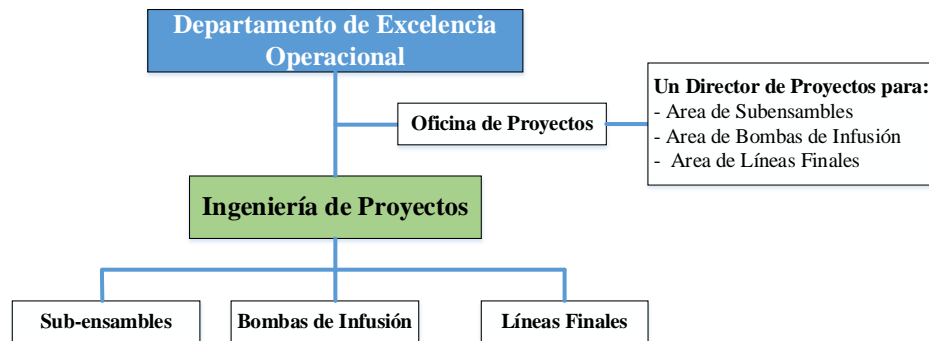 Departamento de Excelencia
Operacional
Un Director de Proyectos para:
- Area de Subensambles
- Area de Bombas de Infusión
- Area de Líneas Finales
Oficina de Proyectos
Ingeniería de Proyectos
Sub-ensambles
Bombas de Infusión
Líneas Finales